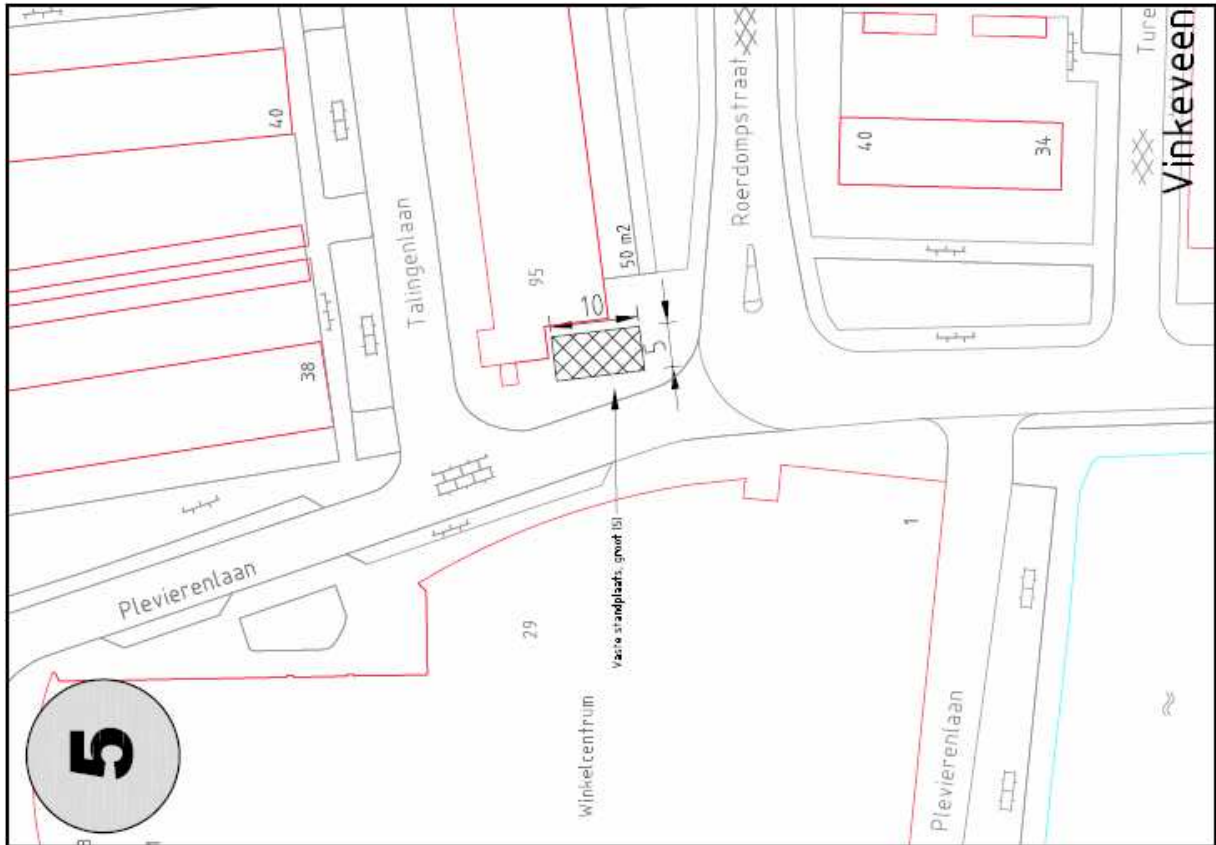 40
Talingenlaan
38
Plevierenlaan
95
50 m2
10
5
Roerdompstraat
40
34
Ture
Vinkeveen
Vaste standplaats, groot (5)
29
1
Winkelcentrum
Plevierenlaan
5